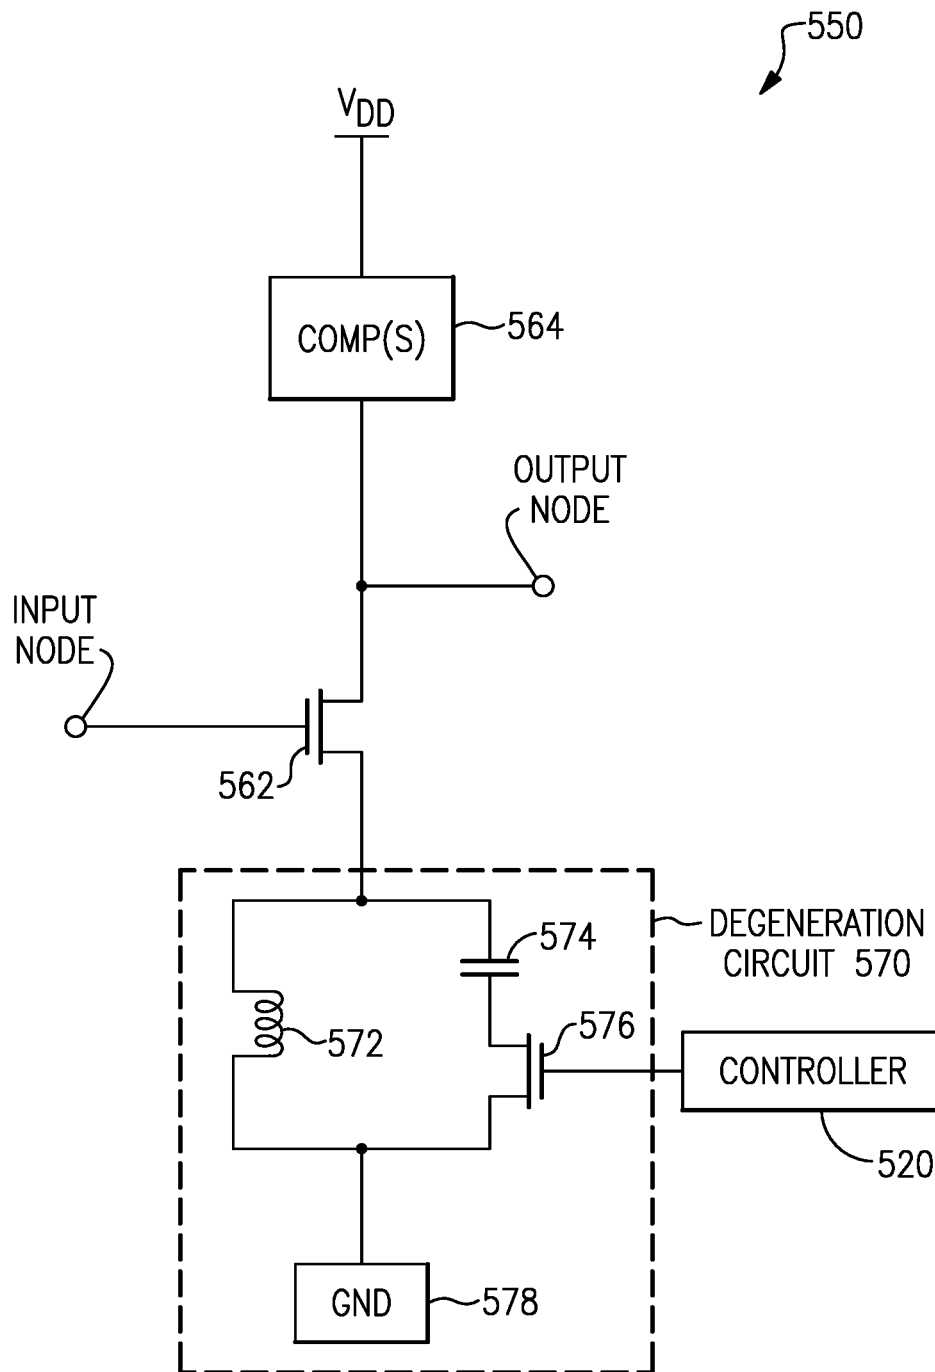 550
VDD
COMP(S)
564
OUTPUT
NODE
INPUT
NODE
562
574
DEGENERATION
CIRCUIT 570
572
576
CONTROLLER
520
GND
578